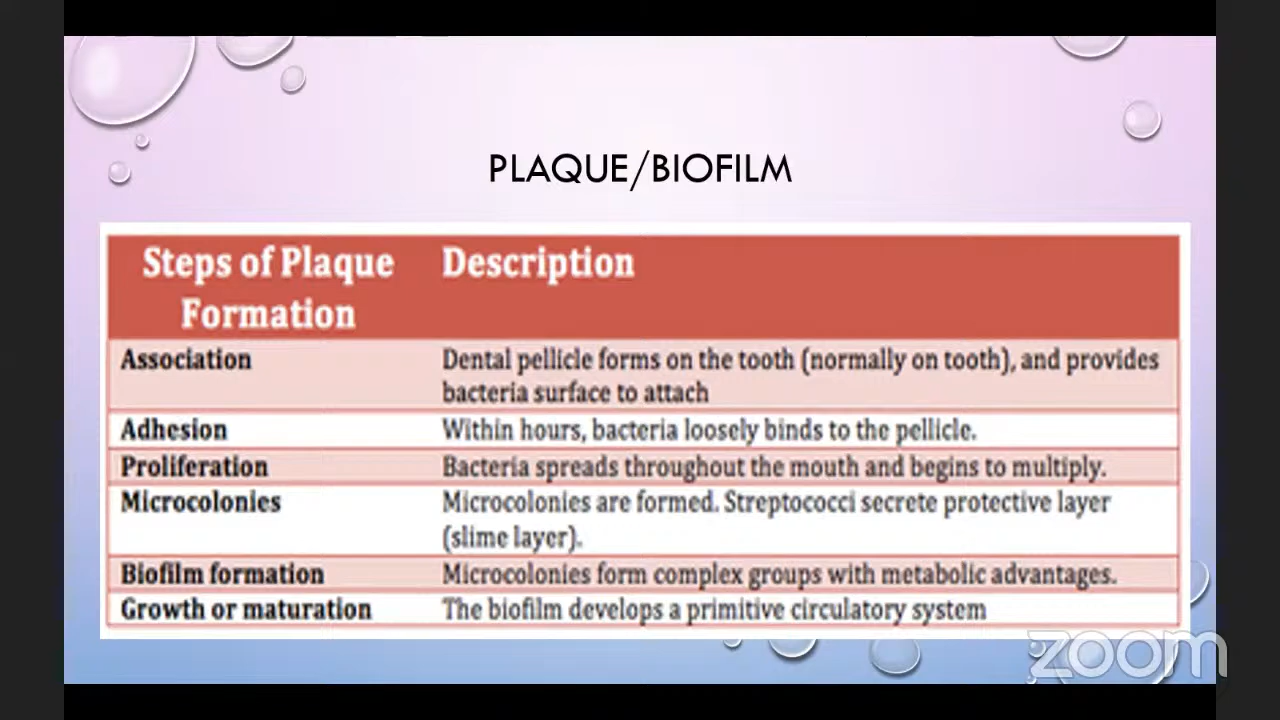 PLAQUE/BIOFILM
Steps of Plaque
Formation
Description
Association
Dental pellicle forms on the tooth (normally on tooth), and provides
bacteria surface to attach
Adhesion
Within hours, bacteria loosely binds to the pellicle.
Proliferation
Bacteria spreads throughout the mouth and begins to multiply.
Microcolonies
Microcolonies are formed. Streptococci secrete protective layer
(slime layer).
Biofilm formation
Microcolonies form complex groups with metabolic advantages.
Growth or maturation
The biofilm develops a primitive circulatory system
zoom